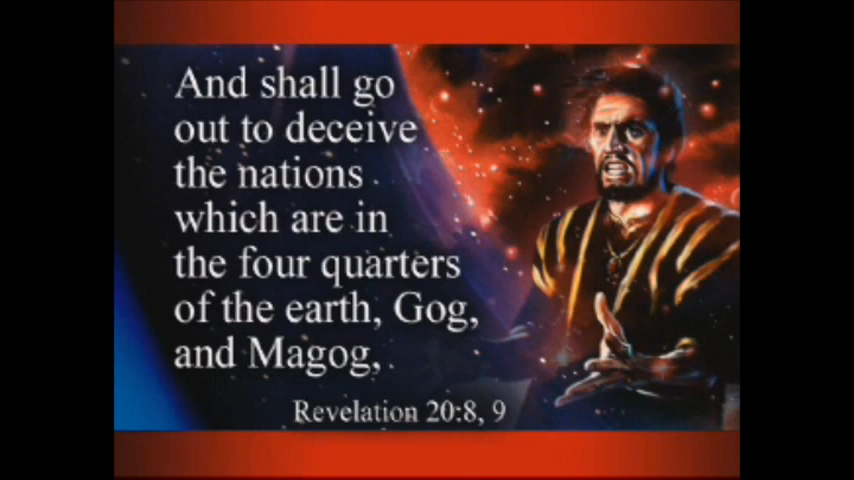 And shall go
out to deceive
the nations
which are in
the four quarters
of the earth, Gog,
and Magog,
Revelation 20:8, 9